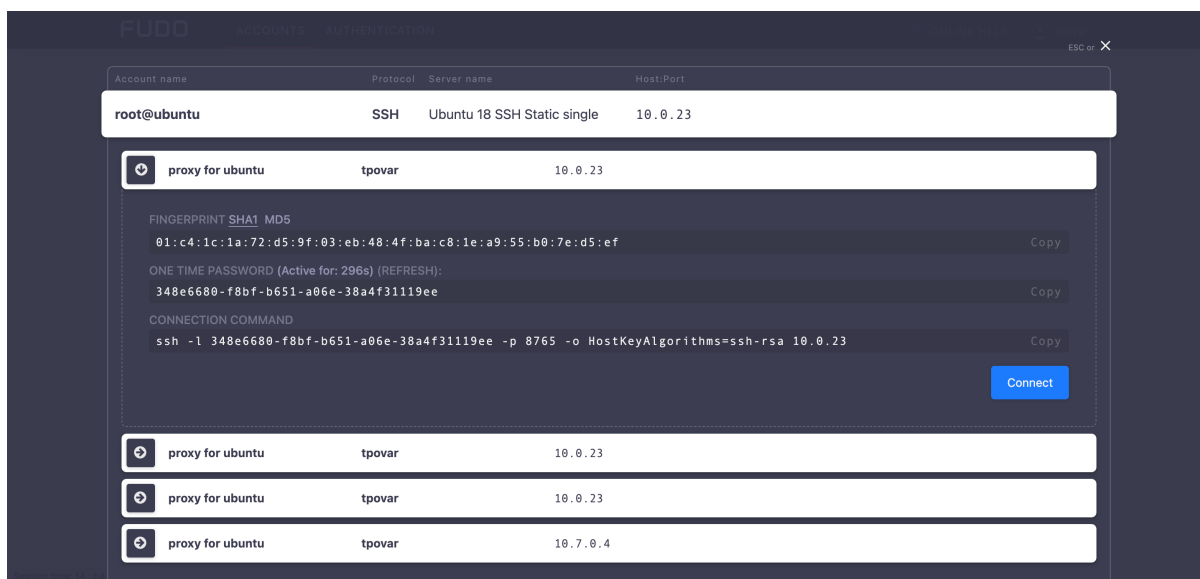 FUDO ACCOUNTS AUTHENTICATION
ESC or ×
Account name Protocol Server name Host:Port
root@ubuntu SSH Ubuntu 18 SSH Static single 10.0.23
proxy for ubuntu tpovar 10.0.23
FINGERPRINT SHA1 MD5
01:c4:1c:1a:72:d5:9f:03:eb:48:4f:ba:c8:1e:a9:55:b0:7e:d5:ef Copy
ONE TIME PASSWORD (Active for: 296s) (REFRESH):
348e6680-f8bf-b651-a06e-38a4f31119ee Copy
CONNECTION COMMAND
ssh -l 348e6680-f8bf-b651-a06e-38a4f31119ee -p 8765 -o HostKeyAlgorithms=ssh-rsa 10.0.23 Copy
Connect
proxy for ubuntu tpovar 10.0.23
proxy for ubuntu tpovar 10.0.23
proxy for ubuntu tpovar 10.7.0.4